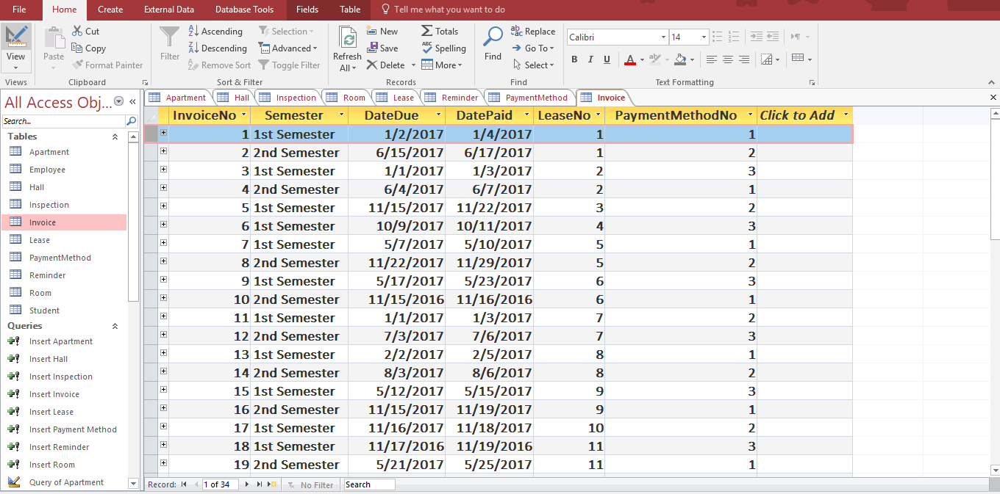 File Home Create External Data Database Tools Fields Table Tell me what you want to do
View
Views
Paste
Cut
Copy
Format Painter
Clipboard
Filter
Ascending
Descending
Remove Sort
Selection
Advanced
Toggle Filter
Sort & Filter
Refresh
All
New
Save
Delete
Totals
Spelling
More
Records
Find
Replace
Go To
Select
Find
Calibri 14
B I U A
Text Formatting
All Access Obj...
Search...
Tables
Apartment
Employee
Hall
Inspection
Invoice
Lease
PaymentMethod
Reminder
Room
Student
Queries
Insert Apartment
Insert Hall
Insert Inspection
Insert Invoice
Insert Lease
Insert Payment Method
Insert Reminder
Insert Room
Query of Apartment
Apartment Hall Inspection Room Lease Reminder PaymentMethod Invoice
InvoiceNo Semester DateDue DatePaid LeaseNo PaymentMethodNo Click to Add
1 1st Semester 1/2/2017 1/4/2017 1 1
2 2nd Semester 6/15/2017 6/17/2017 1 2
3 1st Semester 1/1/2017 1/3/2017 2 3
4 2nd Semester 6/4/2017 6/7/2017 2 1
5 1st Semester 11/15/2017 11/22/2017 3 2
6 1st Semester 10/9/2017 10/11/2017 4 3
7 1st Semester 5/7/2017 5/10/2017 5 1
8 2nd Semester 11/22/2017 11/29/2017 5 2
9 1st Semester 5/17/2017 5/23/2017 6 3
10 2nd Semester 11/15/2016 11/16/2016 6 1
11 1st Semester 1/1/2017 1/3/2017 7 2
12 2nd Semester 7/3/2017 7/6/2017 7 3
13 1st Semester 2/2/2017 2/5/2017 8 1
14 2nd Semester 8/3/2017 8/6/2017 8 2
15 1st Semester 5/12/2017 5/15/2017 9 3
16 2nd Semester 11/15/2017 11/19/2017 9 1
17 1st Semester 11/16/2017 11/18/2017 10 2
18 1st Semester 11/17/2016 11/19/2016 11 3
19 2nd Semester 5/21/2017 5/25/2017 11 1
Record: 1 of 34 No Filter Search